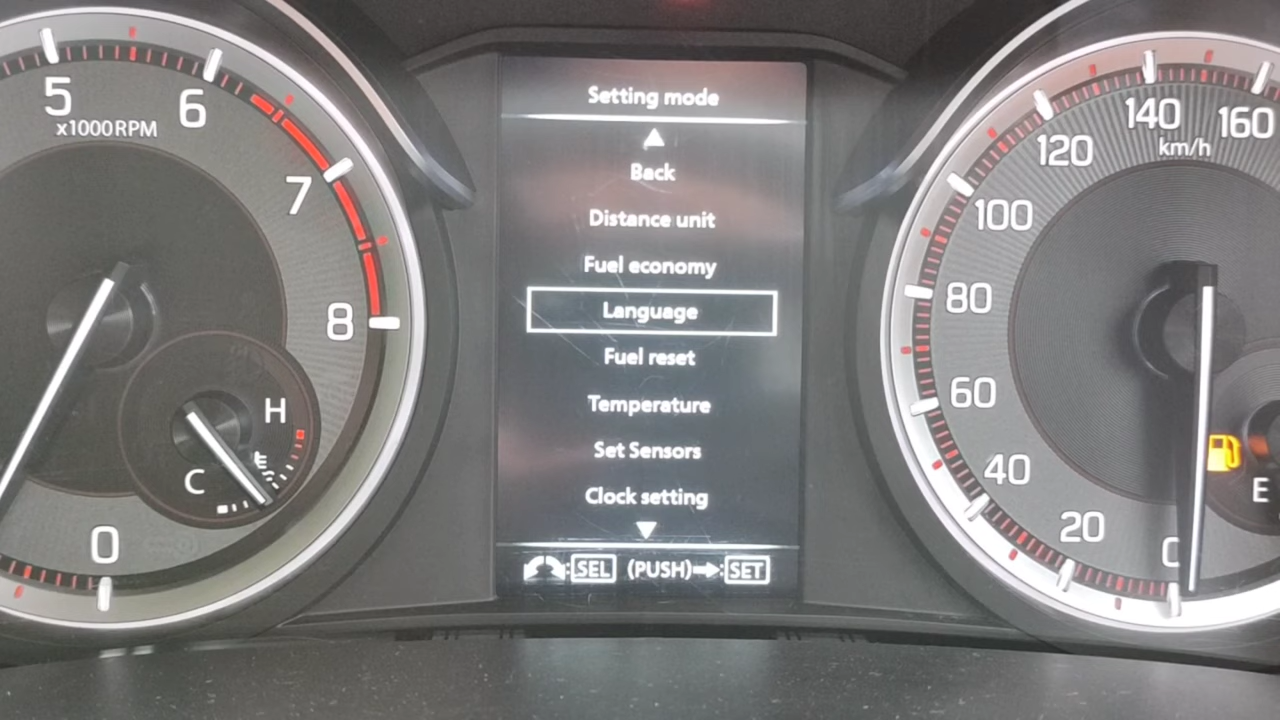 Setting mode
Back
Distance unit
Fuel economy
Language
Fuel reset
Temperature
Set Sensors
Clock setting
:SEL (PUSH) :SET
5
6
7
8
0
x1000RPM
H
C
0
20
40
60
80
100
120
140
160
km/h
E